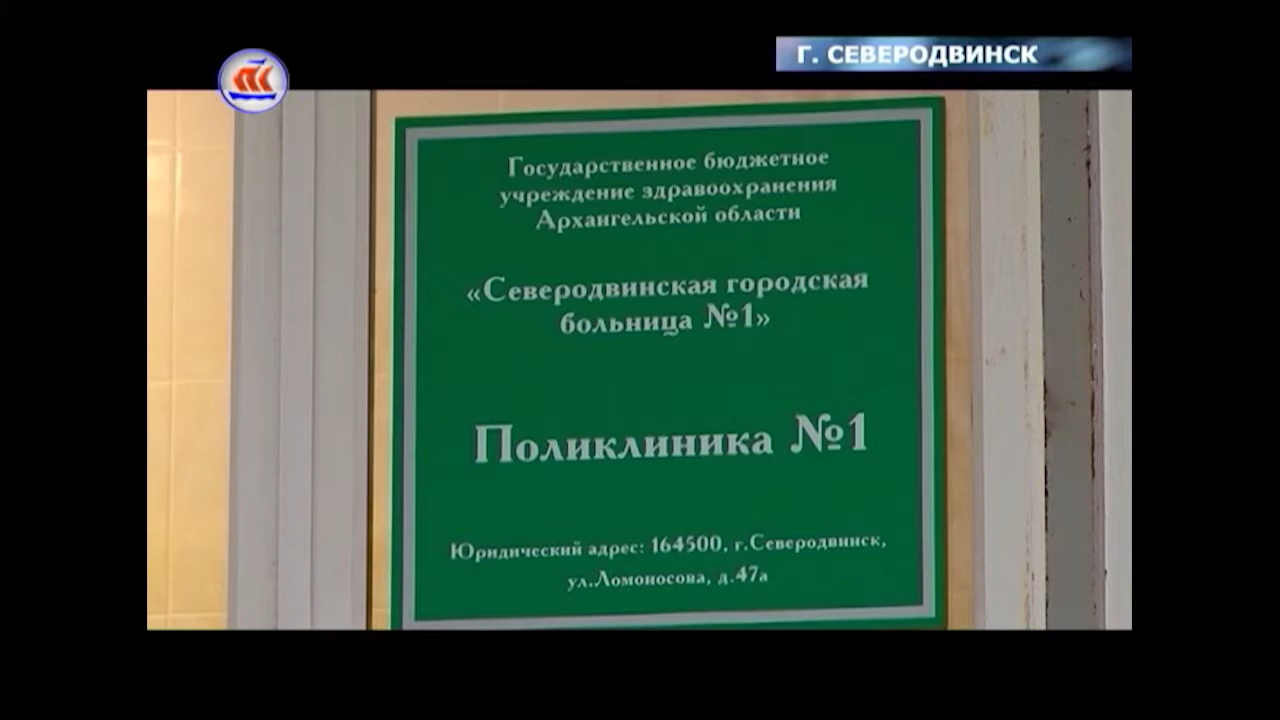 Г. СЕВЕРОДВИНСК
Государственное бюджетное
учреждение здравоохранения
Архангельской области
«Северодвинская городская
больница №1»
Поликлиника №1
Юридический адрес: 164500, г.Северодвинск,
ул.Ломоносова, д.47а